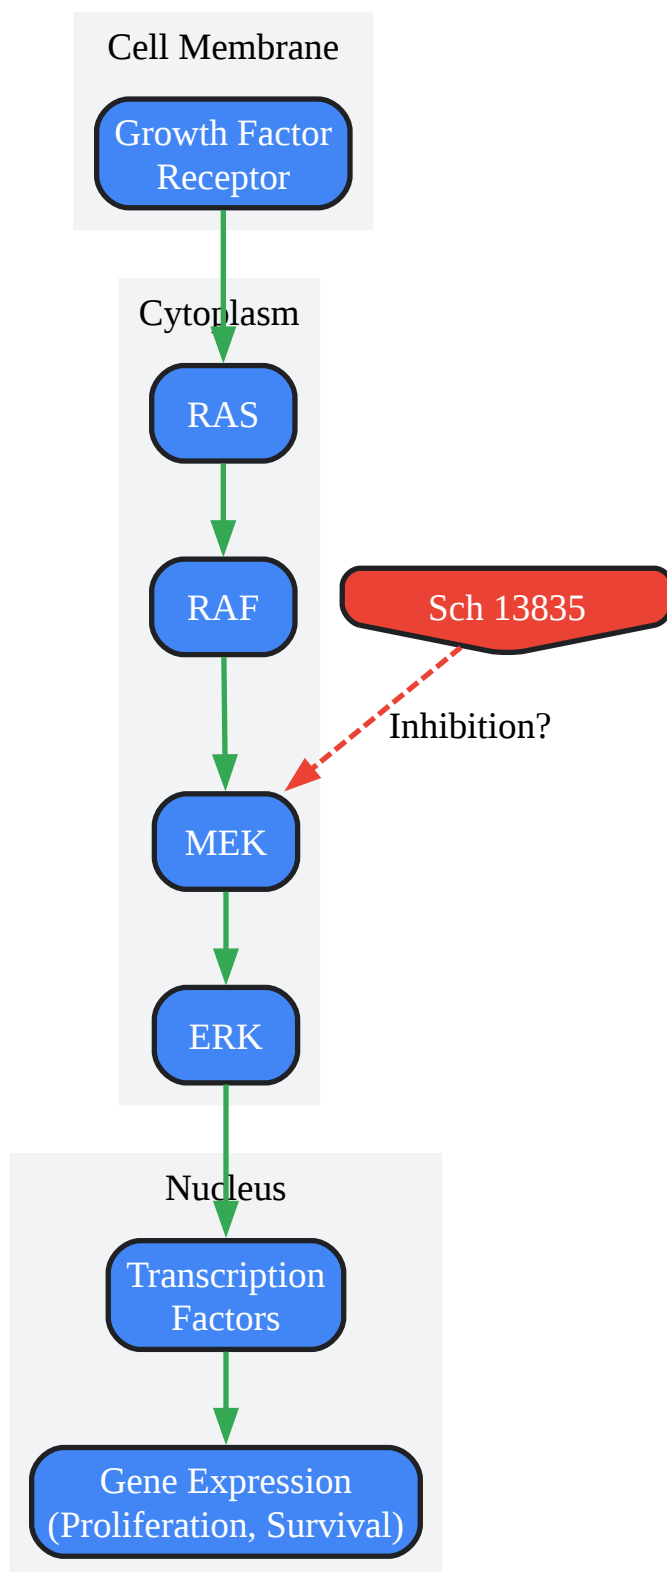 Cell Membrane
Growth Factor
Receptor
Cytoplasm
RAS
RAF
Sch 13835
Inhibition?
MEK
ERK
Nucleus
Transcription
Factors
Gene Expression
(Proliferation, Survival)